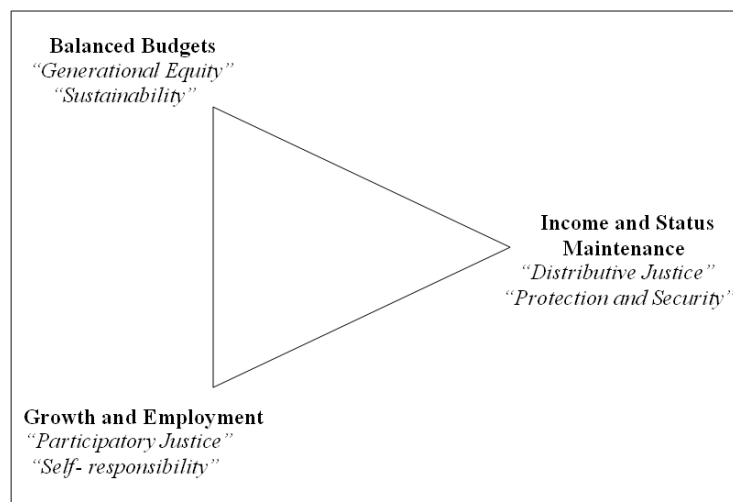 Balanced Budgets
“Generational Equity”
“Sustainability”
Income and Status
Maintenance
“Distributive Justice”
“Protection and Security”
Growth and Employment
“Participatory Justice”
“Self- responsibility”